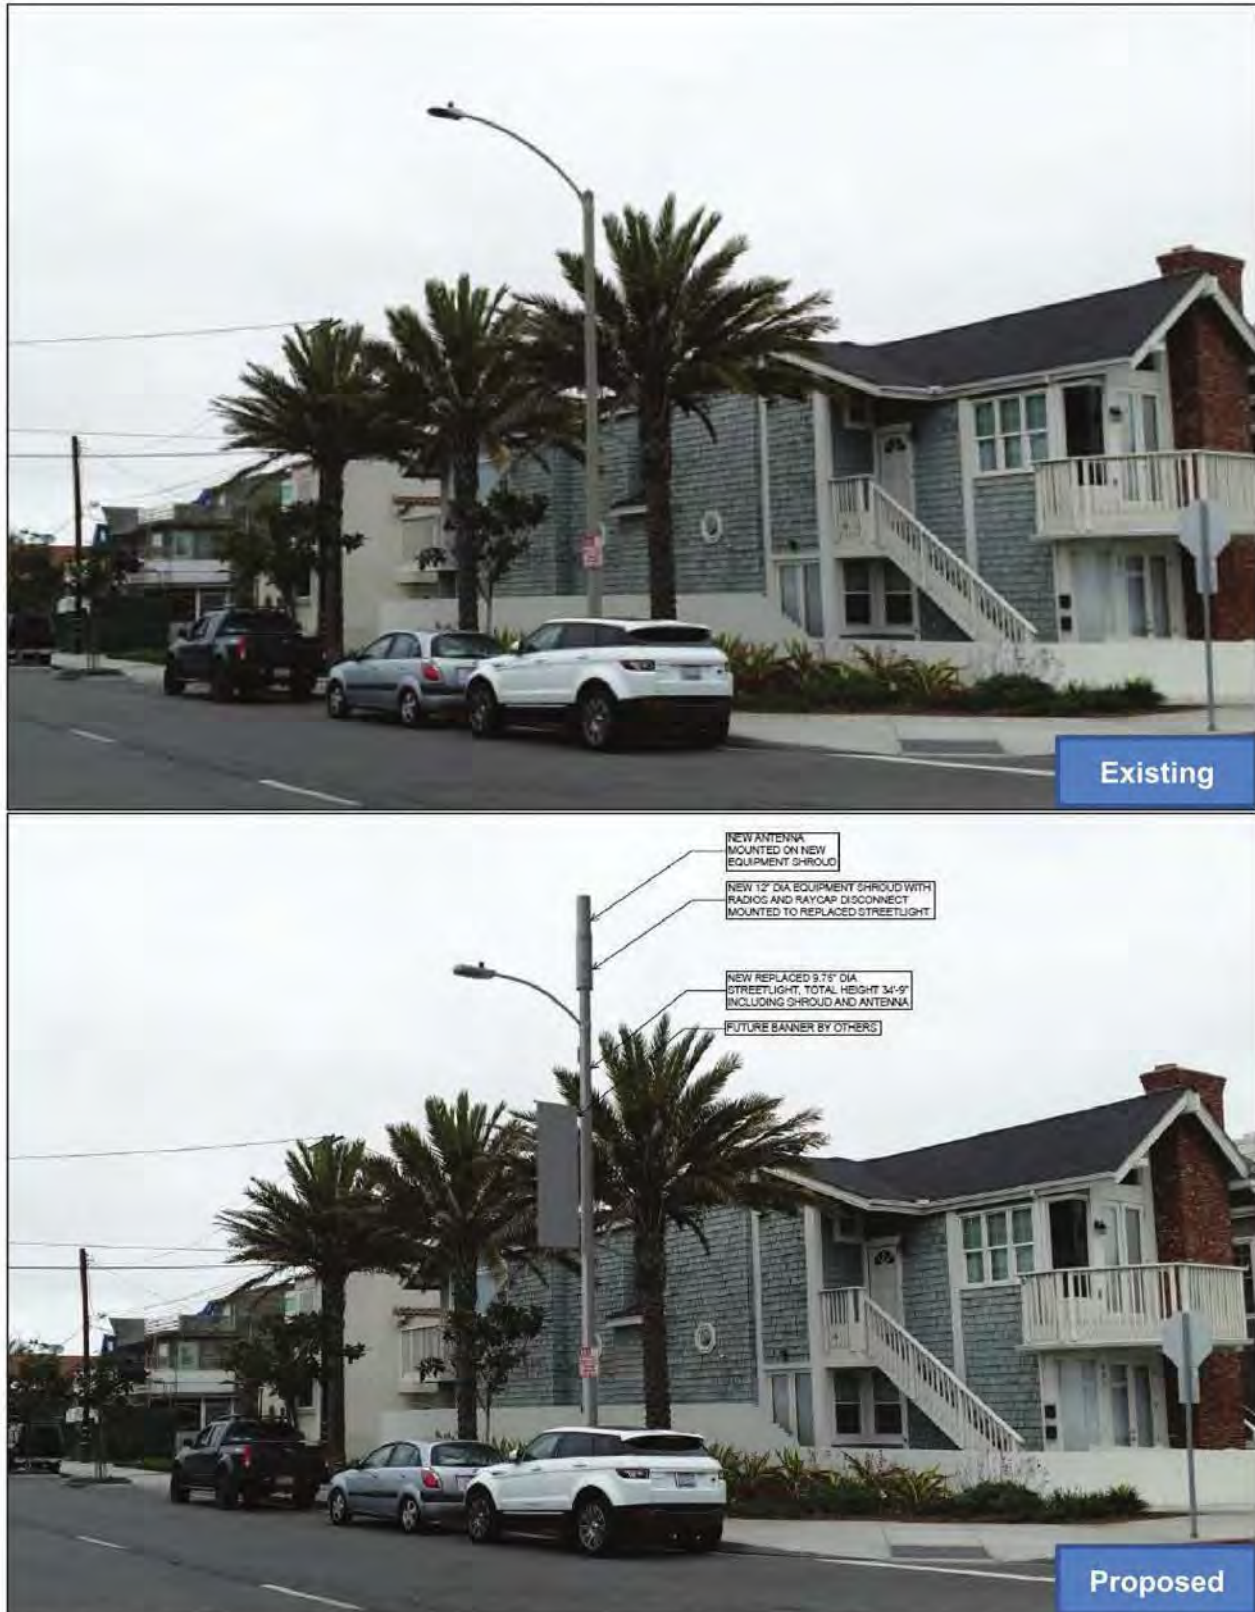 Existing
NEW ANTENNA
MOUNTED ON NEW
EQUIPMENT SHROUD
NEW 12" DIA EQUIPMENT SHROUD WITH
RADIOS AND RAYCAP DISCONNECT
MOUNTED TO REPLACED STREETLIGHT
NEW REPLACED 9.75" DIA
STREETLIGHT, TOTAL HEIGHT 34'-9"
INCLUDING SHROUD AND ANTENNA
FUTURE BANNER BY OTHERS
Proposed